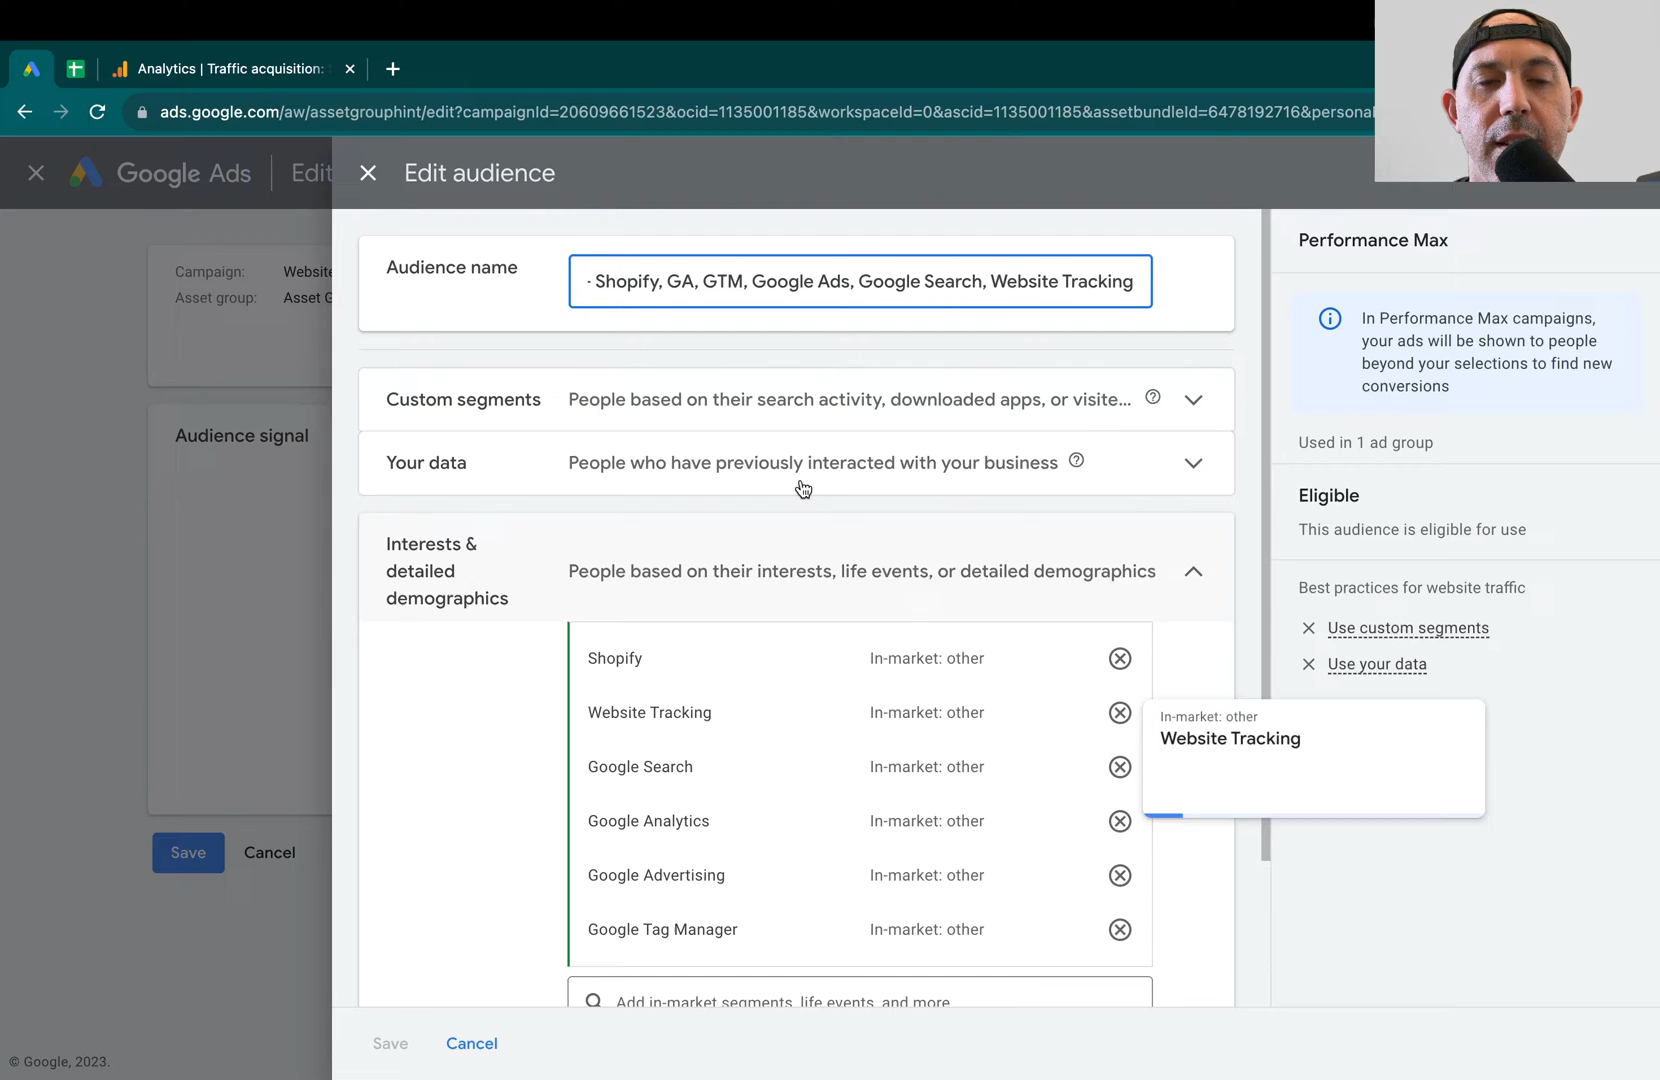 Analytics | Traffic acquisition:
ads.google.com/aw/assetgrouphint/edit?campaignId=20609661523&ocid=1135001185&workspaceId=0&ascid=1135001185&assetbundleId=6478192716&personal
Google Ads
Edit
Edit audience
Campaign: Website
Asset group: Asset G
Audience signal
Save Cancel
© Google, 2023.
Audience name
- Shopify, GA, GTM, Google Ads, Google Search, Website Tracking
Custom segments People based on their search activity, downloaded apps, or visite...
Your data People who have previously interacted with your business
Interests &
detailed
demographics
People based on their interests, life events, or detailed demographics
Shopify In-market: other
Website Tracking In-market: other
Google Search In-market: other
Google Analytics In-market: other
Google Advertising In-market: other
Google Tag Manager In-market: other
Add in-market segments, life events, and more
Save Cancel
Performance Max
In Performance Max campaigns,
your ads will be shown to people
beyond your selections to find new
conversions
Used in 1 ad group
Eligible
This audience is eligible for use
Best practices for website traffic
Use custom segments
Use your data
In-market: other
Website Tracking